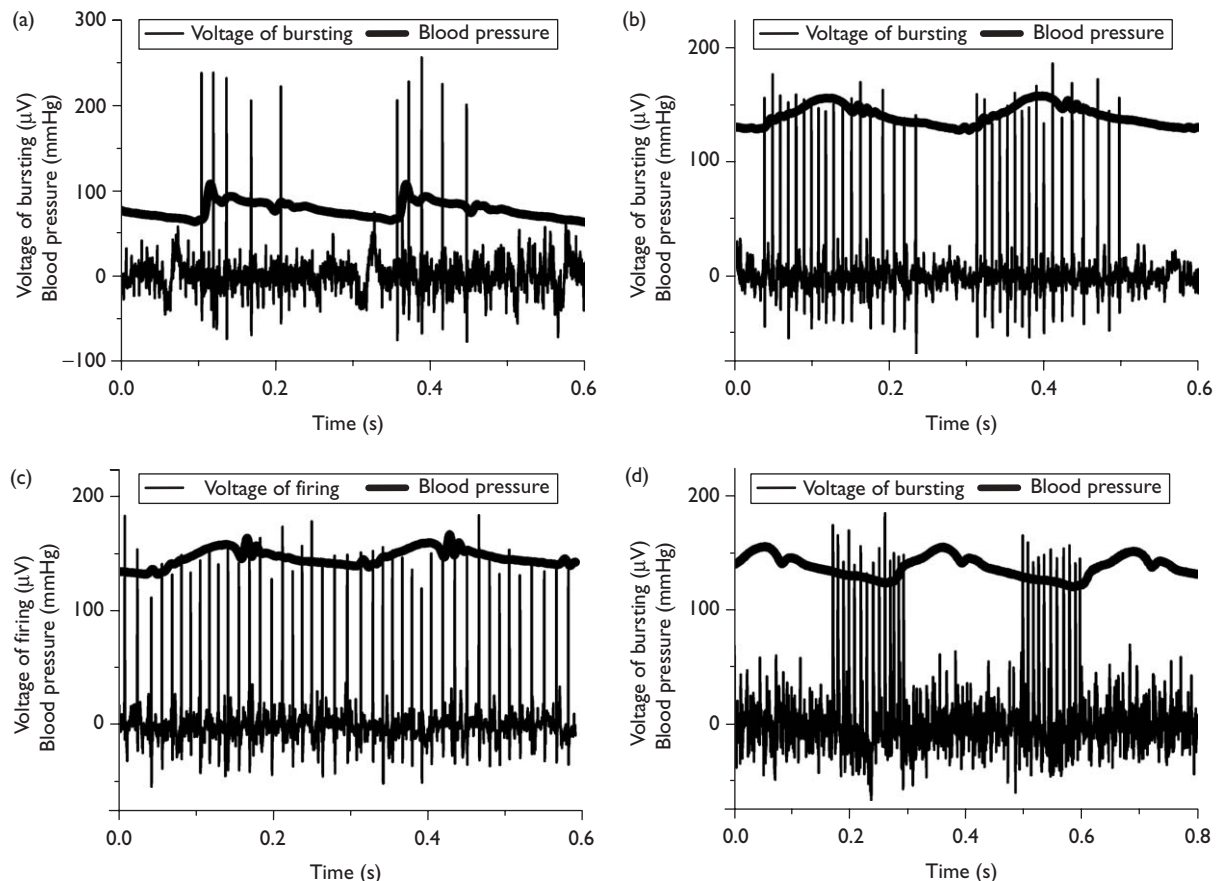 (a)
Voltage of bursting Blood pressure
Voltage of bursting (μV)
Blood pressure (mmHg)
300
200
100
0
−100
0.0 0.2 0.4 0.6
Time (s)
(b)
Voltage of bursting Blood pressure
Voltage of bursting (μV)
Blood pressure (mmHg)
200
100
0
0.0 0.2 0.4 0.6
Time (s)
(c)
Voltage of firing Blood pressure
Voltage of firing (μV)
Blood pressure (mmHg)
200
100
0
0.0 0.2 0.4 0.6
Time (s)
(d)
Voltage of bursting Blood pressure
Voltage of bursting (μV)
Blood pressure (mmHg)
200
100
0
0.0 0.2 0.4 0.6 0.8
Time (s)